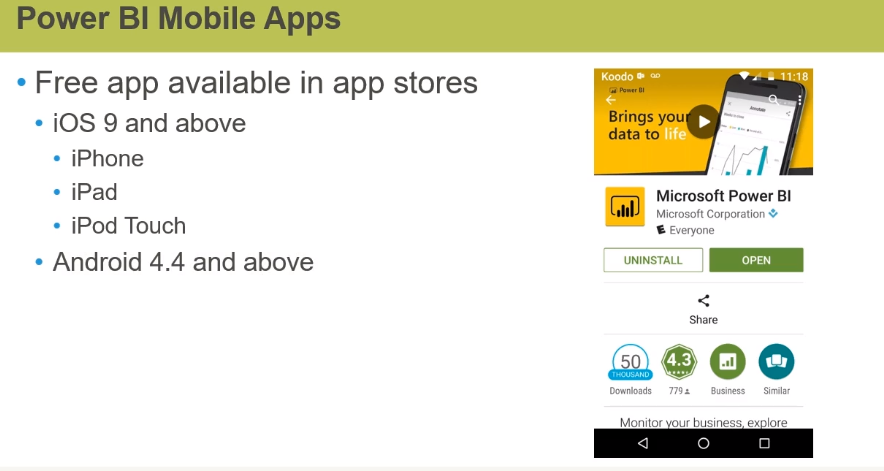 Power BI Mobile Apps
• Free app available in app stores
• iOS 9 and above
• iPhone
• iPad
• iPod Touch
• Android 4.4 and above
Koodo 11:18
Power BI
Brings your
data to life
Microsoft Power BI
Microsoft Corporation
E Everyone
UNINSTALL OPEN
Share
50 4.3
THOUSAND
Downloads 779 Business Similar
Monitor your business, explore